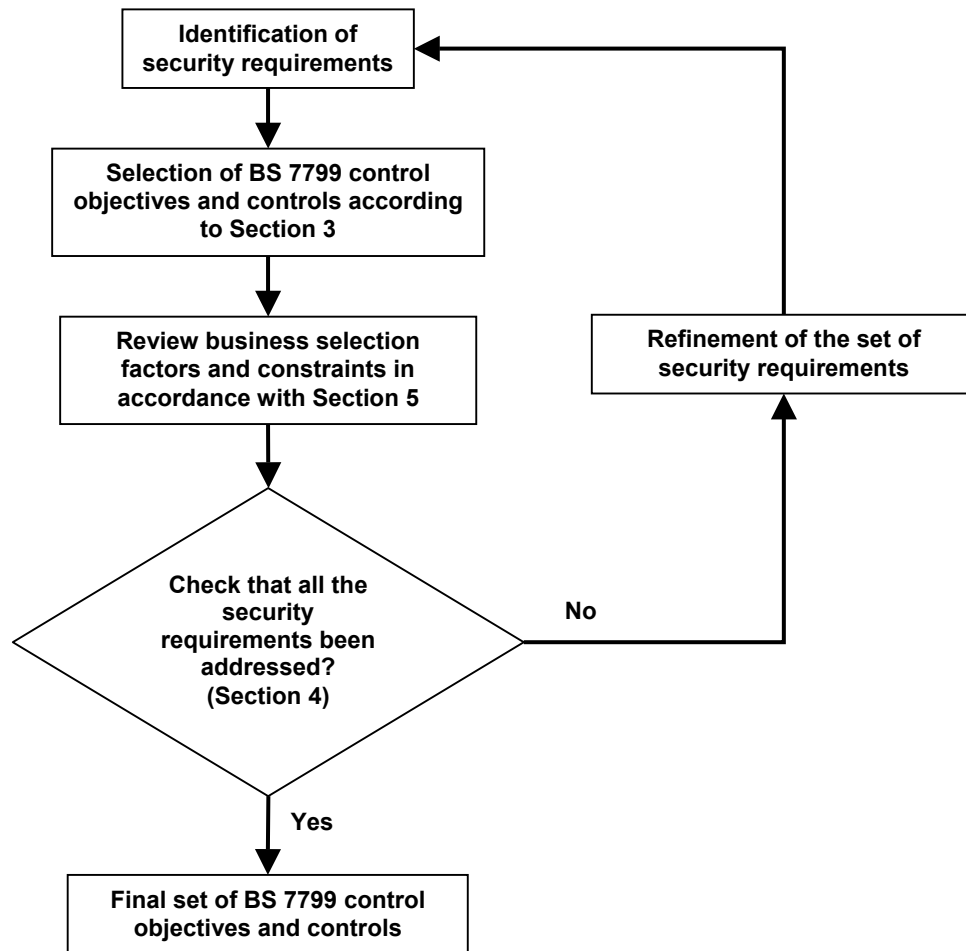 Identification of
security requirements
Selection of BS 7799 control
objectives and controls according
to Section 3
Review business selection
factors and constraints in
accordance with Section 5
Refinement of the set of
security requirements
Check that all the
security
requirements been
addressed?
(Section 4)
No
Yes
Final set of BS 7799 control
objectives and controls